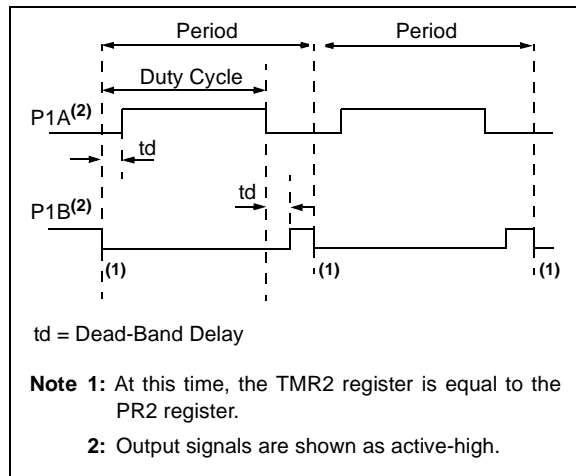 Period Period
Duty Cycle
P1A(2)
td
td
P1B(2)
(1) (1) (1)
td = Dead-Band Delay
Note 1: At this time, the TMR2 register is equal to the
PR2 register.
2: Output signals are shown as active-high.